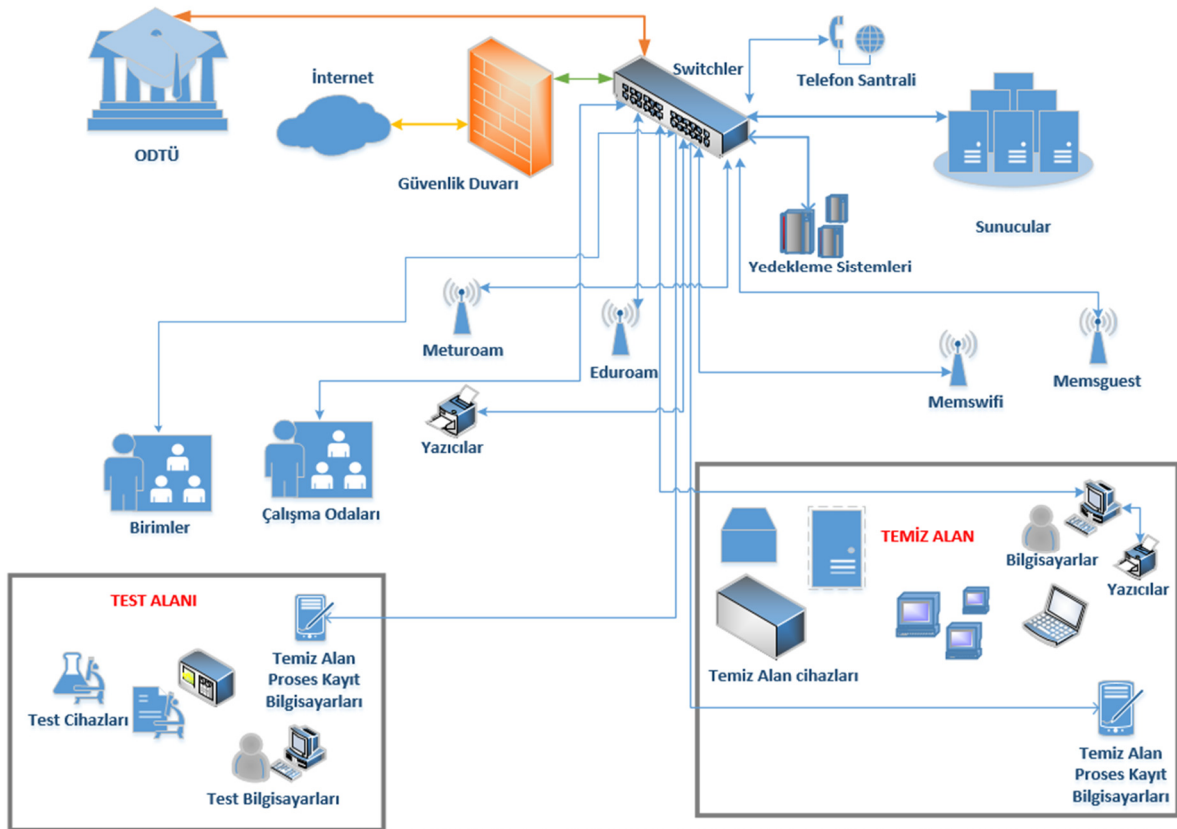 ODTÜ
İnternet
Güvenlik Duvarı
Switchler
Telefon Santrali
Sunucular
Yedekleme Sistemleri
Meturoam
Eduroam
Memswifi
Memsguest
Yazıcılar
Birimler
Çalışma Odaları
TEST ALANI
Temiz Alan
Proses Kayıt
Bilgisayarları
Test Cihazları
Test Bilgisayarları
TEMİZ ALAN
Bilgisayarlar
Yazıcılar
Temiz Alan cihazları
Temiz Alan
Proses Kayıt
Bilgisayarları